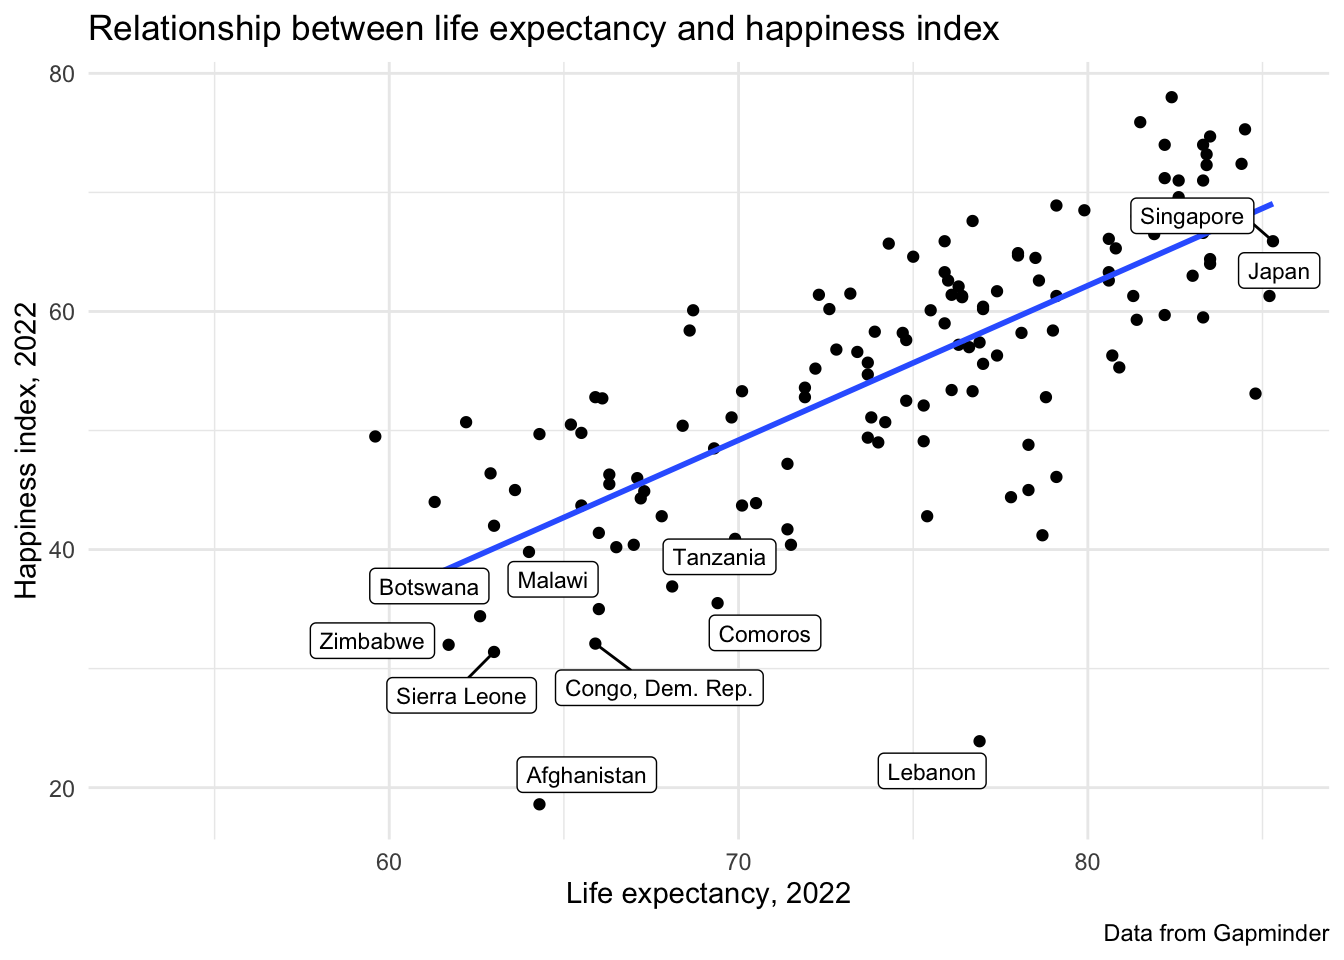 Relationship between life expectancy and happiness index
80
60
40
20
Happiness index, 2022
Singapore
Japan
Tanzania
Botswana
Malawi
Zimbabwe
Comoros
Sierra Leone
Congo, Dem. Rep.
Afghanistan
Lebanon
60
70
80
Life expectancy, 2022
Data from Gapminder